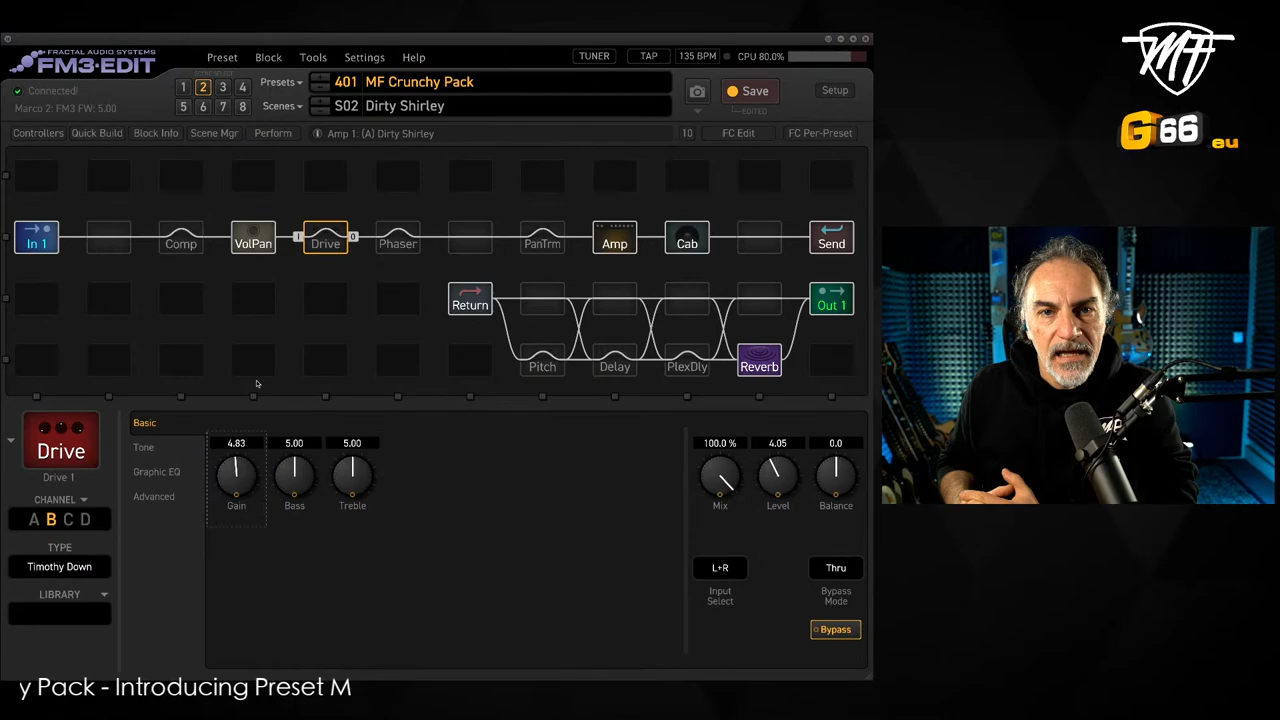 FRACTAL AUDIO SYSTEMS
FM3-EDIT
Preset Block Tools Settings Help
TUNER TAP 135 BPM CPU 80.0%
Connected!
Marco 2: FM3 FW: 5.00
1 2 3 4
5 6 7 8
Presets 401 MF Crunchy Pack
Scenes S02 Dirty Shirley
Save
EDITED
Setup
Controllers Quick Build Block Info Scene Mgr Perform Amp 1: (A) Dirty Shirley 10 FC Edit FC Per-Preset
In 1 Comp VolPan I Drive O Phaser PanTrm Amp Cab Send
Return Out 1
Pitch Delay PlexDly Reverb
Drive
Drive 1
CHANNEL
A B C D
TYPE
Timothy Down
LIBRARY
Basic
Tone
Graphic EQ
Advanced
4.83 5.00 5.00
Gain Bass Treble
100.0 % 4.05 0.0
Mix Level Balance
L+R Thru
Input Select
Bypass Mode
Bypass
y Pack - Introducing Preset M
MF
G66
eu